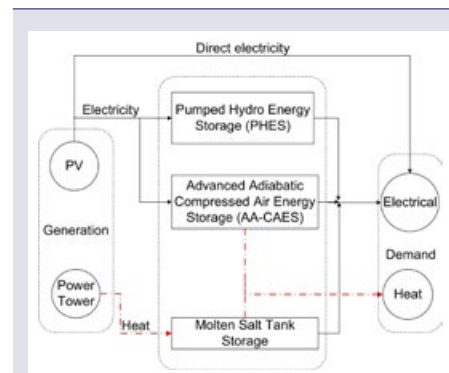 Direct electricity
Electricity
Pumped Hydro Energy
Storage (PHES)
PV
Advanced Adiabatic
Compressed Air Energy
Storage (AA-CAES)
Electrical
Generation
Demand
Power
Tower
Heat
Heat
Molten Salt Tank
Storage